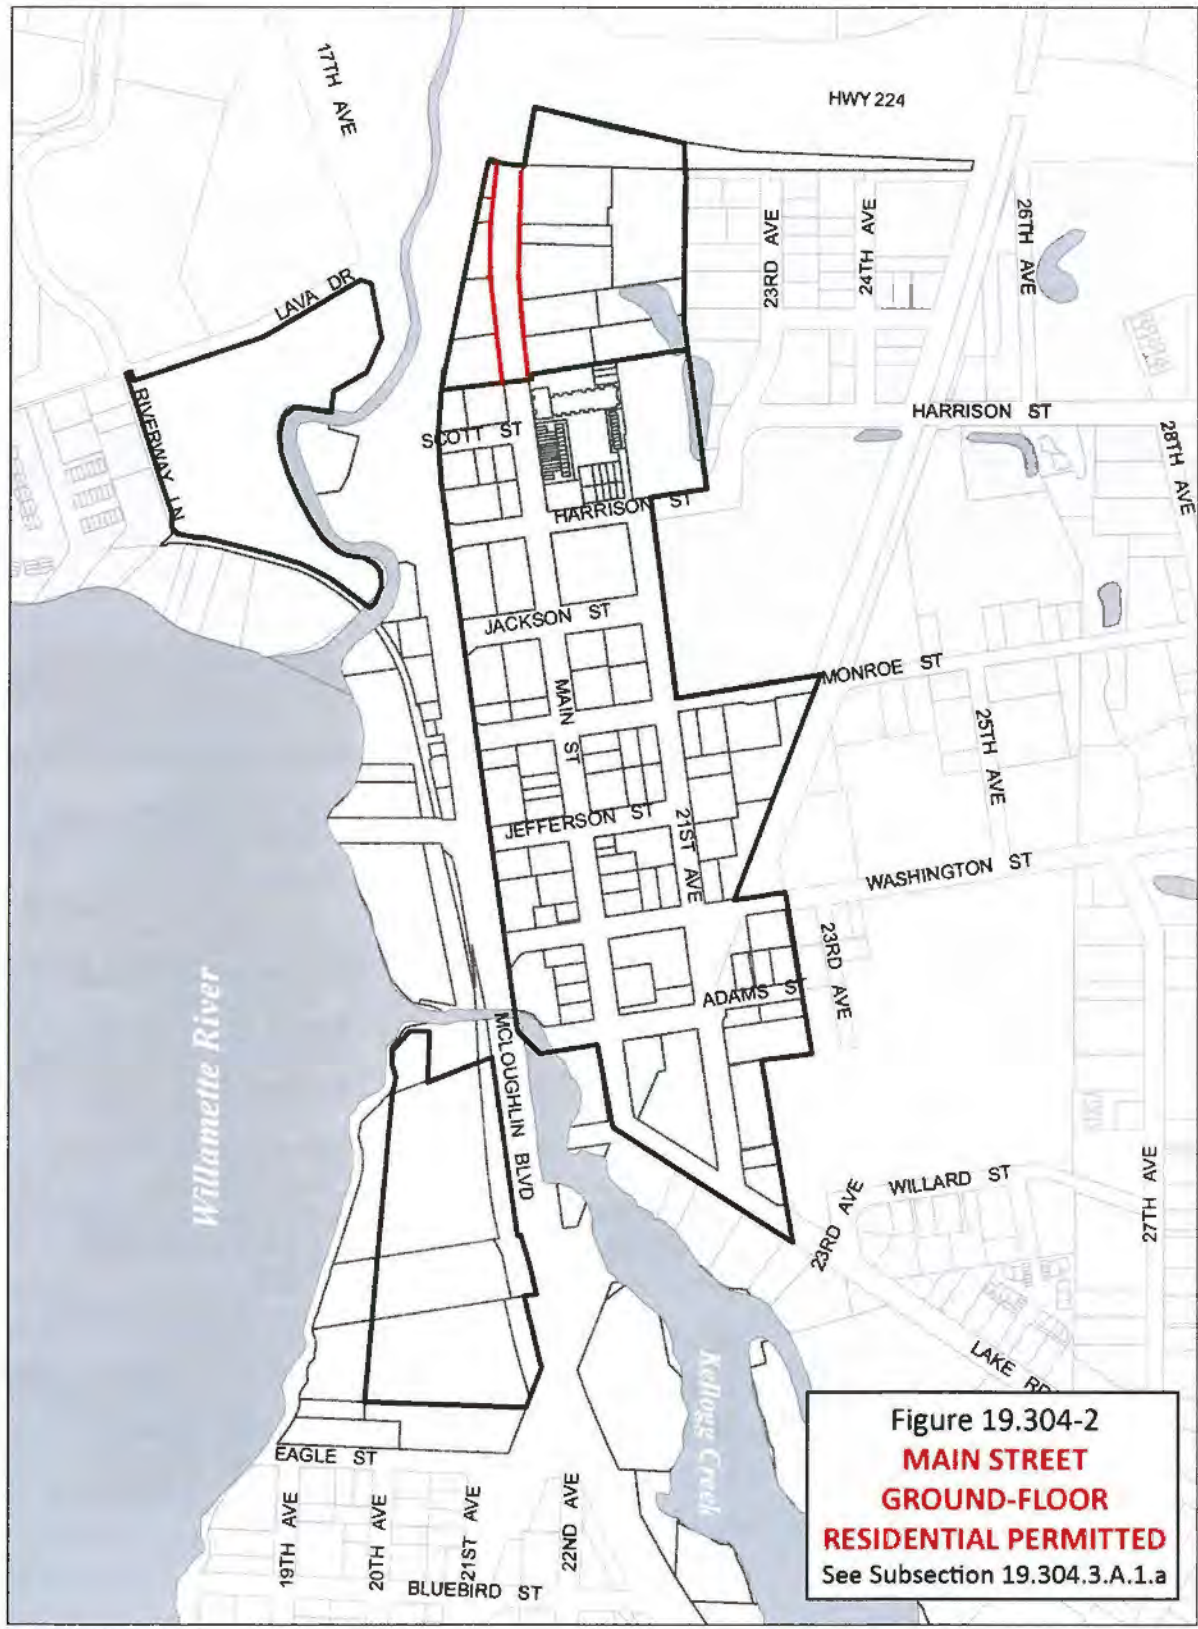 17TH AVE
HWY 224
23RD AVE
24TH AVE
26TH AVE
LAVA DR
RIVERWAY LN
HARRISON ST
28TH AVE
SCOTT ST
HARRISON ST
JACKSON ST
MAIN ST
MONROE ST
25TH AVE
JEFFERSON ST
21ST AVE
WASHINGTON ST
23RD AVE
ADAMS ST
Willamette River
MCLOUGHLIN BLVD
WILLARD ST
27TH AVE
23RD AVE
LAKE RD
Kellogg Creek
EAGLE ST
19TH AVE
20TH AVE
21ST AVE
22ND AVE
BLUEBIRD ST
Figure 19.304-2
MAIN STREET
GROUND-FLOOR
RESIDENTIAL PERMITTED
See Subsection 19.304.3.A.1.a